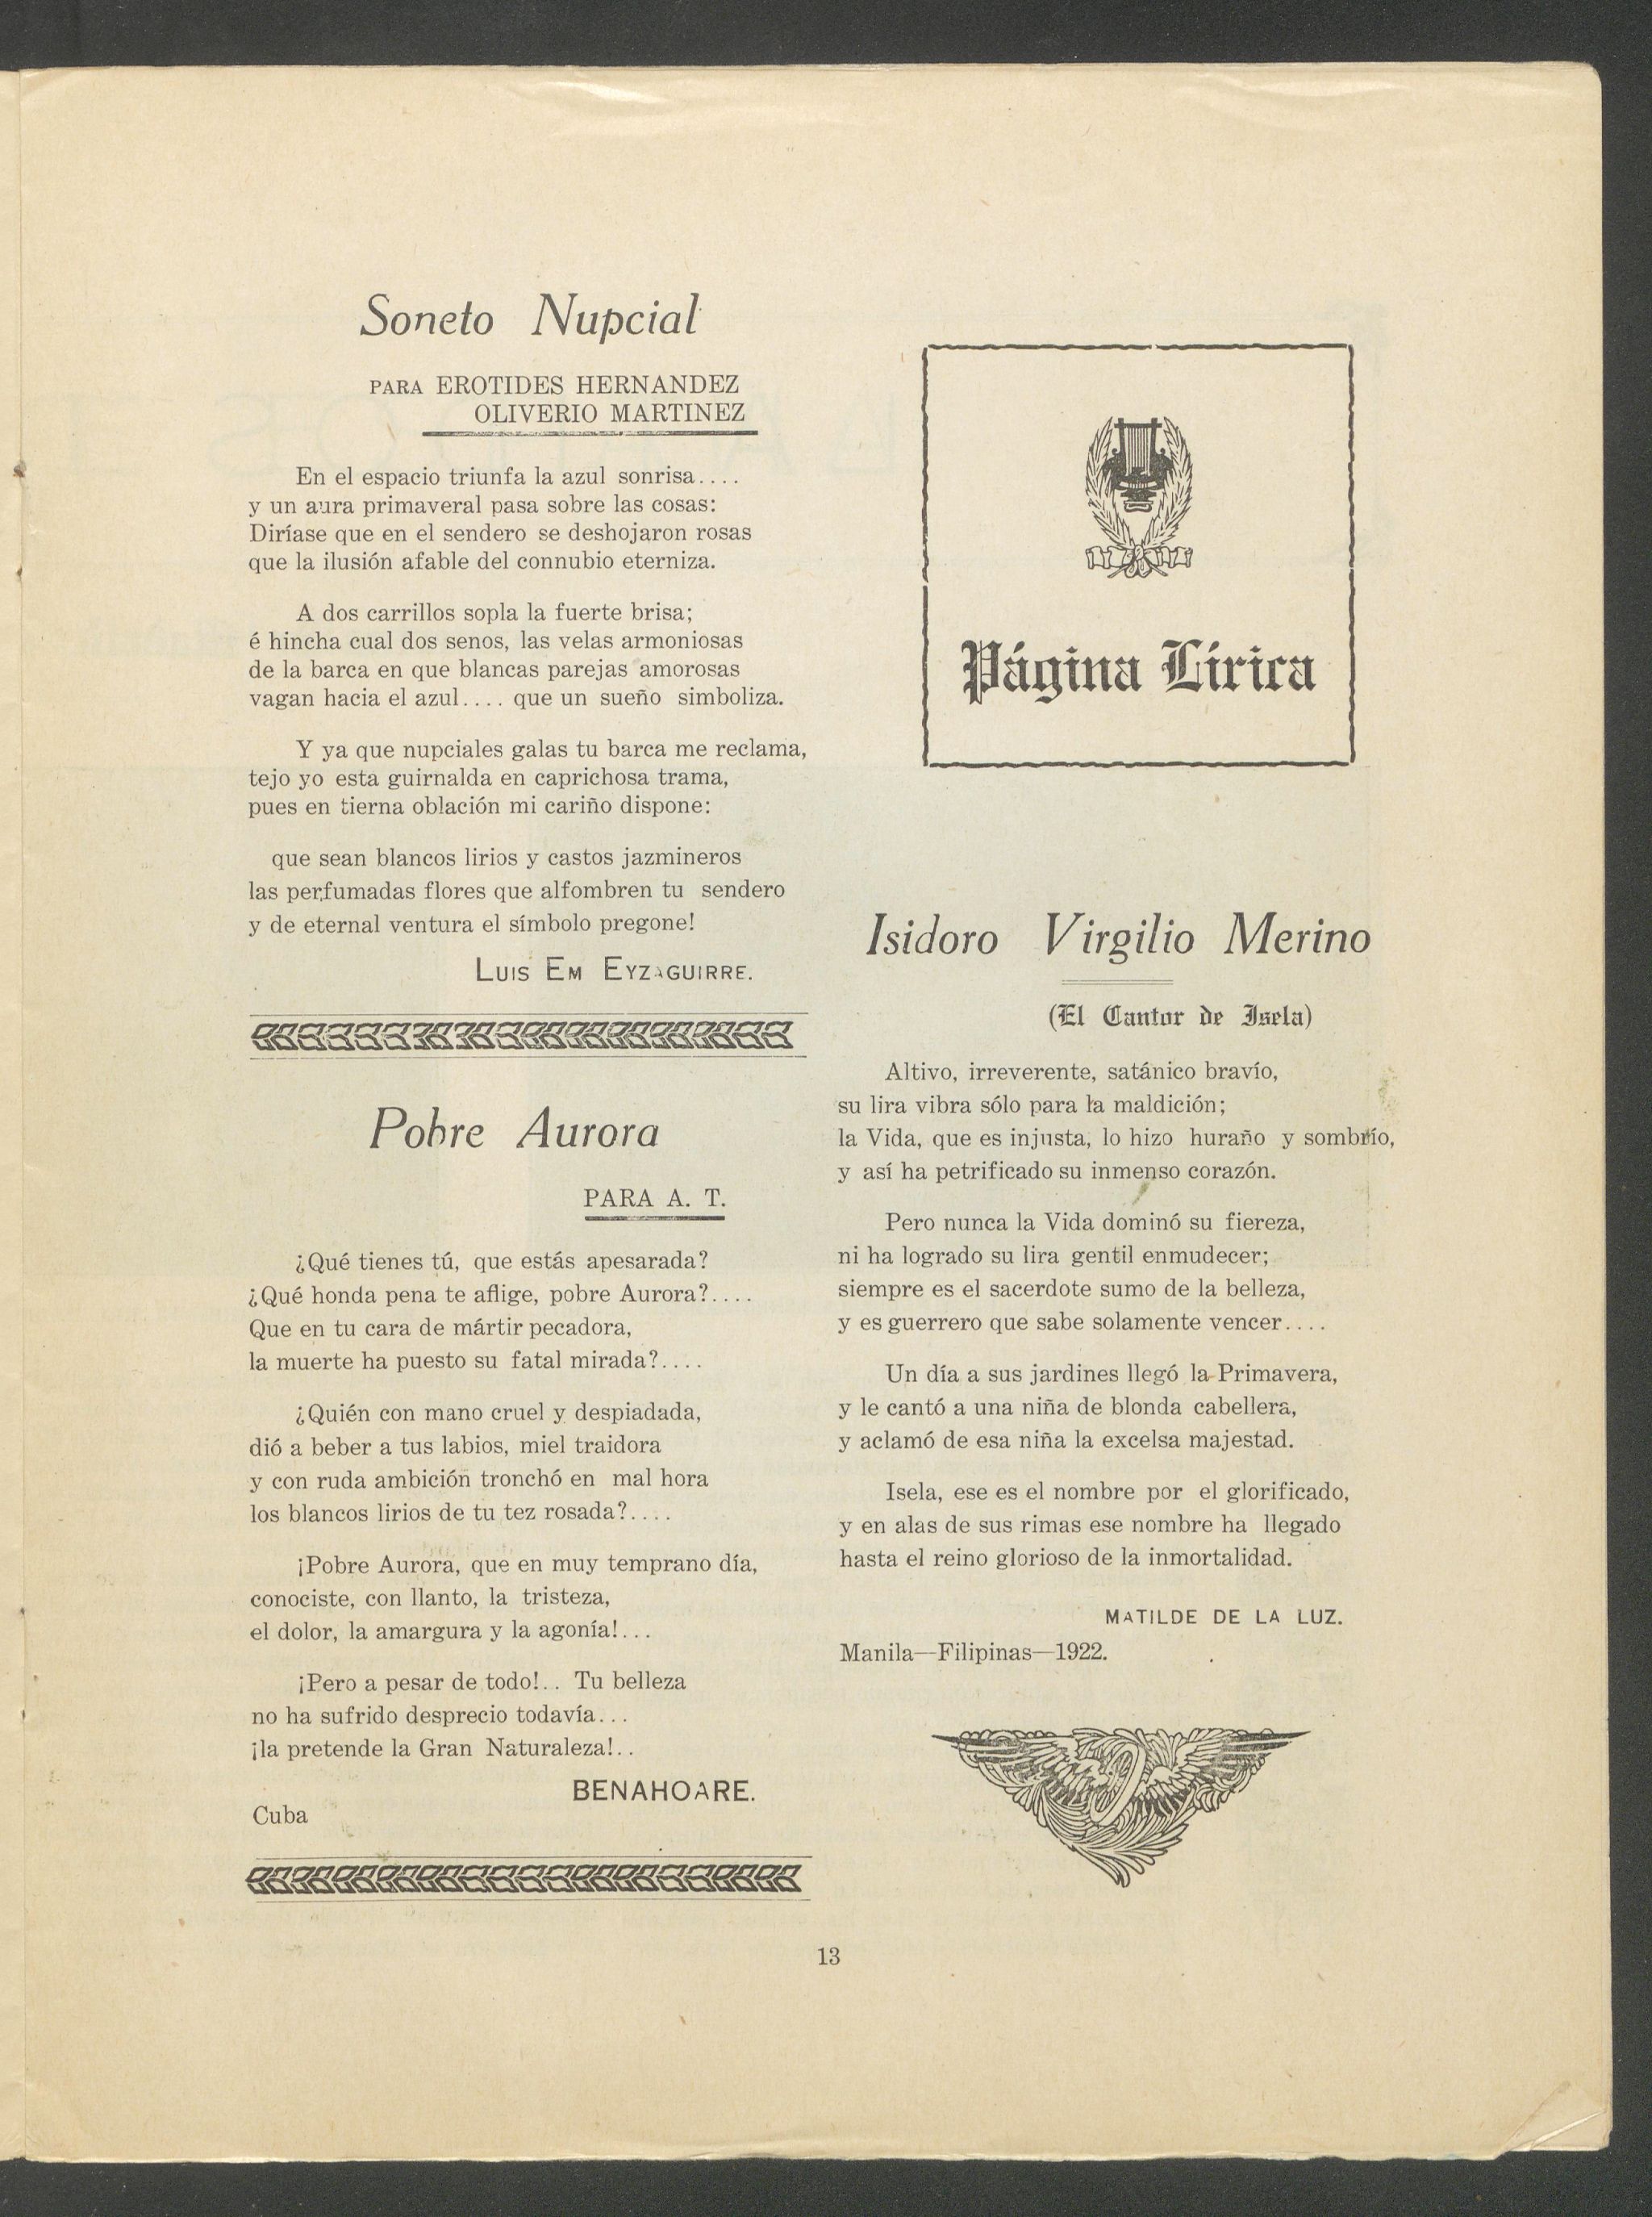 Soneto Nupcial
PARA EROTIDES HERNANDEZ
OLIVERIO MARTINEZ
En el espacio triunfa la azul sonrisa....
y un aura primaveral pasa sobre las cosas:
Diríase que en el sendero se deshojaron rosas
que la ilusión afable del connubio eterniza.
A dos carrillos sopla la fuerte brisa;
é hincha cual dos senos, las velas armoniosas
de la barca en que blancas parejas amorosas
vagan hacia el azul.... que un sueño simboliza.
Y ya que nupciales galas tu barca me reclama,
tejo yo esta guirnalda en caprichosa trama,
pues en tierna oblación mi cariño dispone:
que sean blancos lirios y castos jazmineros
las perfumadas flores que alfombren tu sendero
y de eternal ventura el símbolo pregone!
LUIS EM EYZAGUIRRE.
Pobre Aurora
PARA A. T.
¿Qué tienes tú, que estás apesarada?
¿Qué honda pena te aflige, pobre Aurora?....
Que en tu cara de mártir pecadora,
la muerte ha puesto su fatal mirada?....
¿Quién con mano cruel y despiadada,
dió a beber a tus labios, miel traidora
y con ruda ambición tronchó en mal hora
los blancos lirios de tu tez rosada?....
¡Pobre Aurora, que en muy temprano día,
conociste, con llanto, la tristeza,
el dolor, la amargura y la agonía!...
¡Pero a pesar de todo!.. Tu belleza
no ha sufrido desprecio todavía...
¡la pretende la Gran Naturaleza!..
BENAHOARE.
Cuba
Página Lírica
Isidoro Virgilio Merino
(El Cantor de Isela)
Altivo, irreverente, satánico bravío,
su lira vibra sólo para la maldición;
la Vida, que es injusta, lo hizo huraño y sombrío,
y así ha petrificado su inmenso corazón.
Pero nunca la Vida dominó su fiereza,
ni ha logrado su lira gentil enmudecer;
siempre es el sacerdote sumo de la belleza,
y es guerrero que sabe solamente vencer....
Un día a sus jardines llegó la Primavera,
y le cantó a una niña de blonda cabellera,
y aclamó de esa niña la excelsa majestad.
Isela, ese es el nombre por el glorificado,
y en alas de sus rimas ese nombre ha llegado
hasta el reino glorioso de la inmortalidad.
MATILDE DE LA LUZ.
Manila—Filipinas—1922.
13